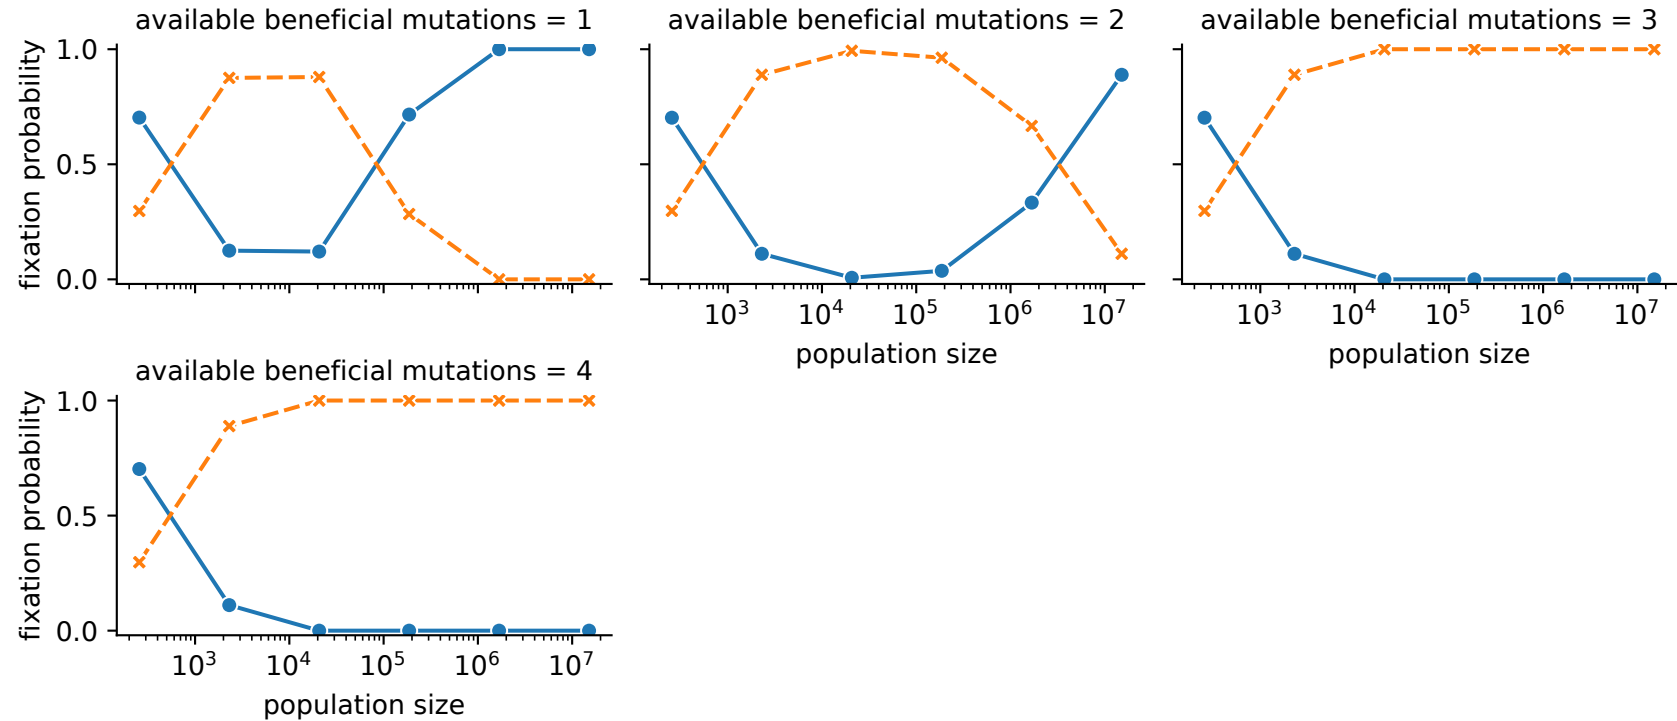 available beneficial mutations = 1
available beneficial mutations = 2
available beneficial mutations = 3
fixation probability
1.0
0.5
0.0
10³ 10⁴ 10⁵ 10⁶ 10⁷
population size
10³ 10⁴ 10⁵ 10⁶ 10⁷
population size
available beneficial mutations = 4
fixation probability
1.0
0.5
0.0
10³ 10⁴ 10⁵ 10⁶ 10⁷
population size